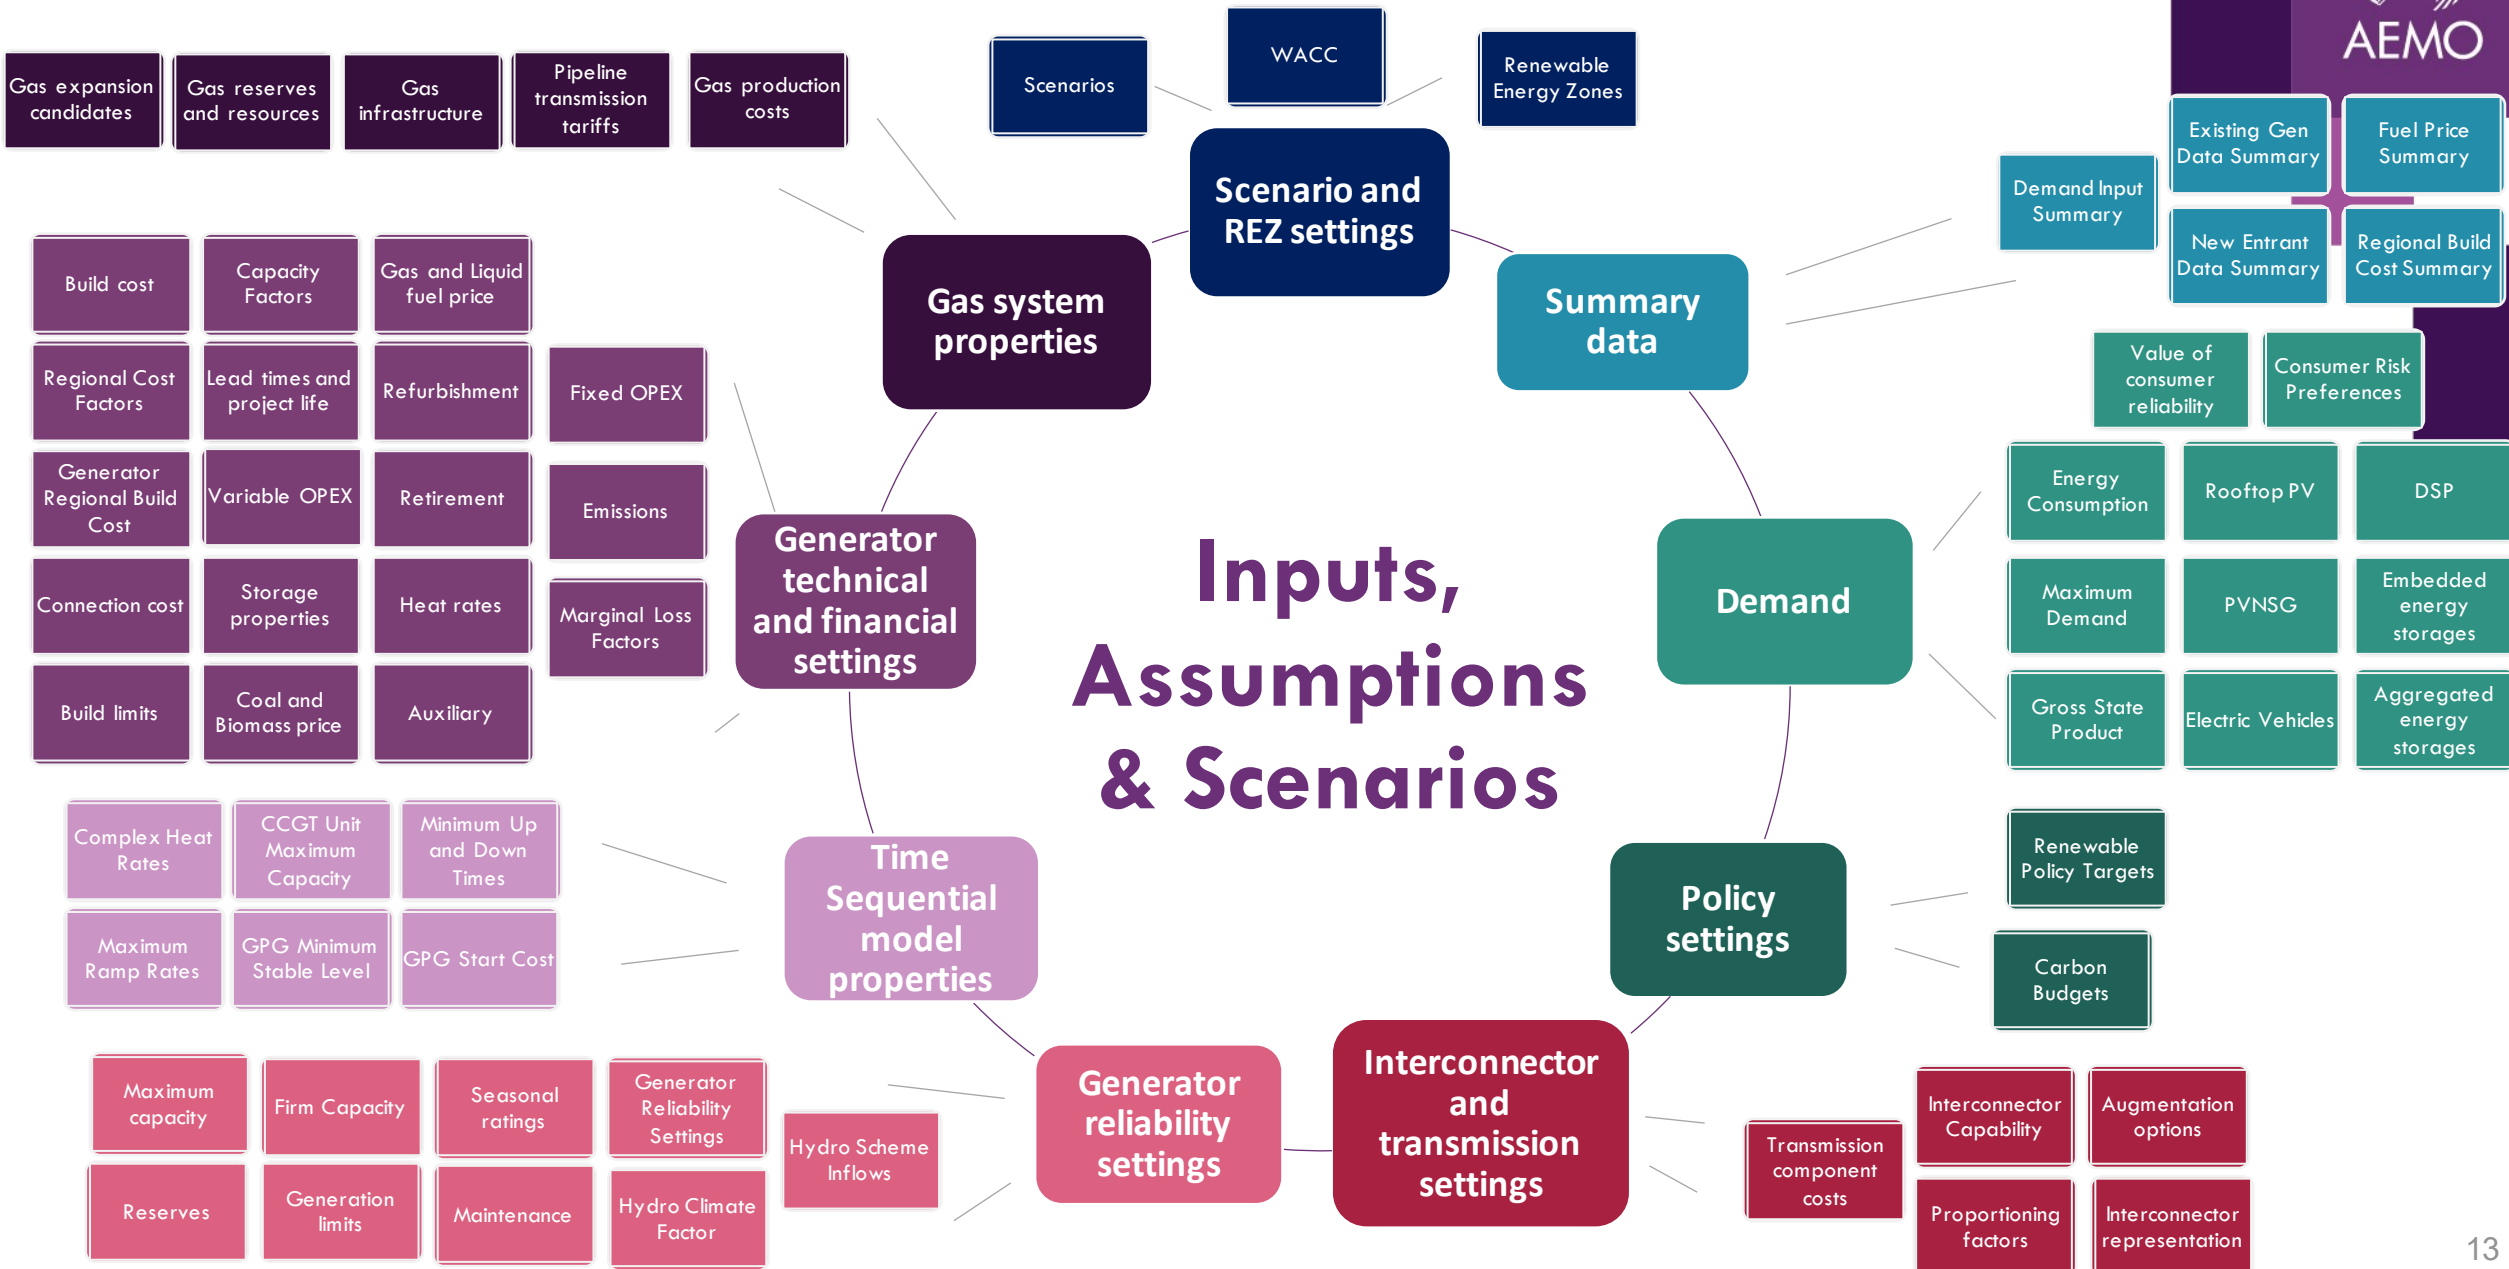 AEMO
Gas expansion
candidates
Gas reserves
and resources
Gas
infrastructure
Pipeline
transmission
tariffs
Gas production
costs
Scenarios
WACC
Renewable
Energy Zones
Scenario and
REZ settings
Gas system
properties
Summary
data
Demand Input
Summary
Existing Gen
Data Summary
Fuel Price
Summary
New Entrant
Data Summary
Regional Build
Cost Summary
Build cost
Capacity
Factors
Gas and Liquid
fuel price
Regional Cost
Factors
Lead times and
project life
Refurbishment
Fixed OPEX
Generator
Regional Build
Cost
Variable OPEX
Retirement
Emissions
Connection cost
Storage
properties
Heat rates
Marginal Loss
Factors
Build limits
Coal and
Biomass price
Auxiliary
Generator
technical
and financial
settings
Inputs,
Assumptions
& Scenarios
Demand
Value of
consumer
reliability
Consumer Risk
Preferences
Energy
Consumption
Rooftop PV
DSP
Maximum
Demand
PVNSG
Embedded
energy
storages
Gross State
Product
Electric Vehicles
Aggregated
energy
storages
Complex Heat
Rates
CCGT Unit
Maximum
Capacity
Minimum Up
and Down
Times
Maximum
Ramp Rates
GPG Minimum
Stable Level
GPG Start Cost
Time
Sequential
model
properties
Policy
settings
Renewable
Policy Targets
Carbon
Budgets
Maximum
capacity
Firm Capacity
Seasonal
ratings
Generator
Reliability
Settings
Hydro Scheme
Inflows
Reserves
Generation
limits
Maintenance
Hydro Climate
Factor
Generator
reliability
settings
Interconnector
and
transmission
settings
Transmission
component
costs
Interconnector
Capability
Augmentation
options
Proportioning
factors
Interconnector
representation
13